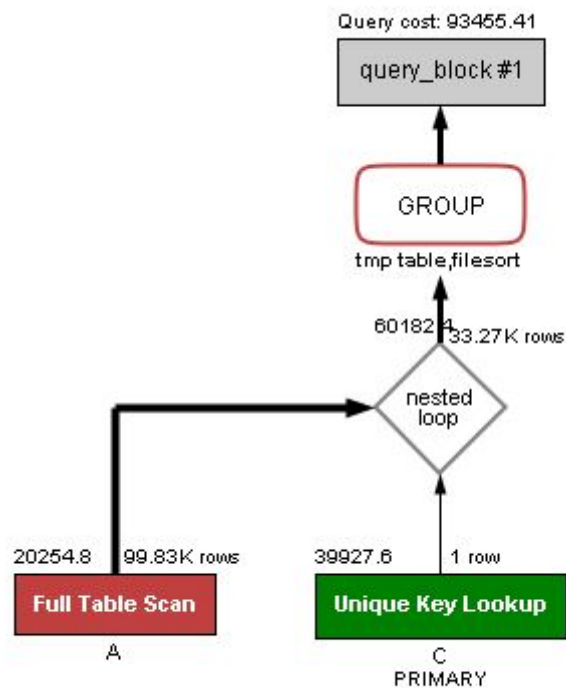 Query cost: 93455.41
query_block #1
GROUP
tmp table,filesort
60182.4
33.27K rows
nested
loop
20254.8
99.83K rows
39927.6
1 row
Full Table Scan
Unique Key Lookup
A
C
PRIMARY